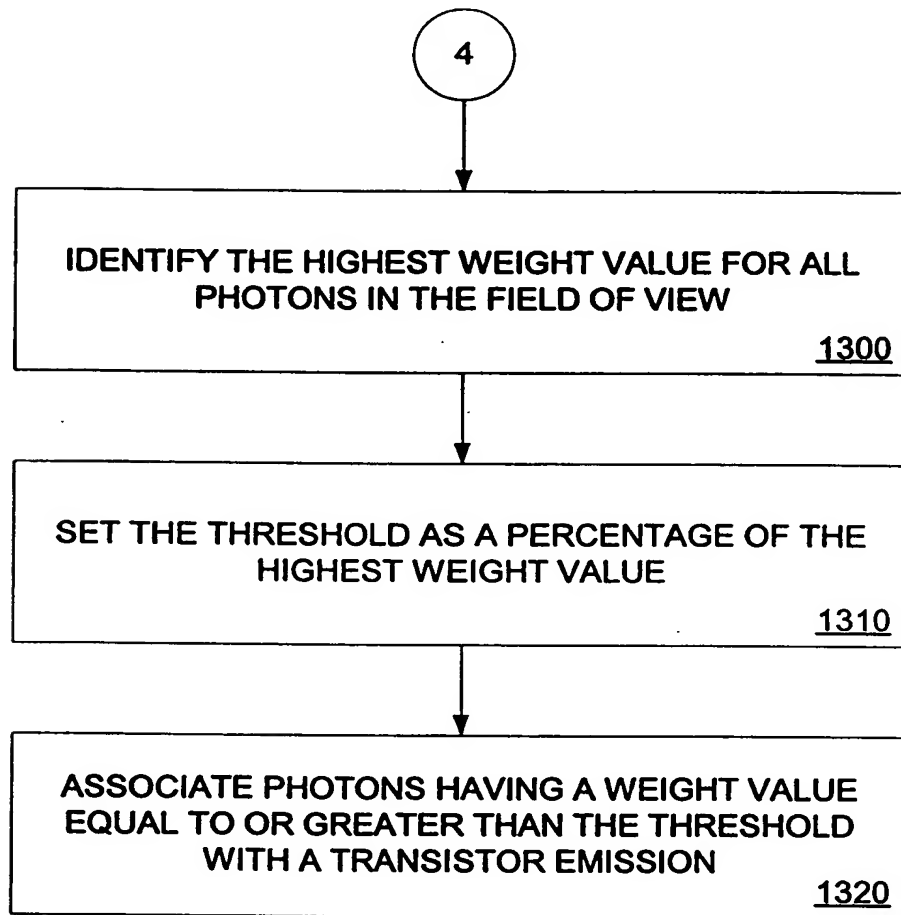 4
IDENTIFY THE HIGHEST WEIGHT VALUE FOR ALL
PHOTONS IN THE FIELD OF VIEW
1300
SET THE THRESHOLD AS A PERCENTAGE OF THE
HIGHEST WEIGHT VALUE
1310
ASSOCIATE PHOTONS HAVING A WEIGHT VALUE
EQUAL TO OR GREATER THAN THE THRESHOLD
WITH A TRANSISTOR EMISSION
1320